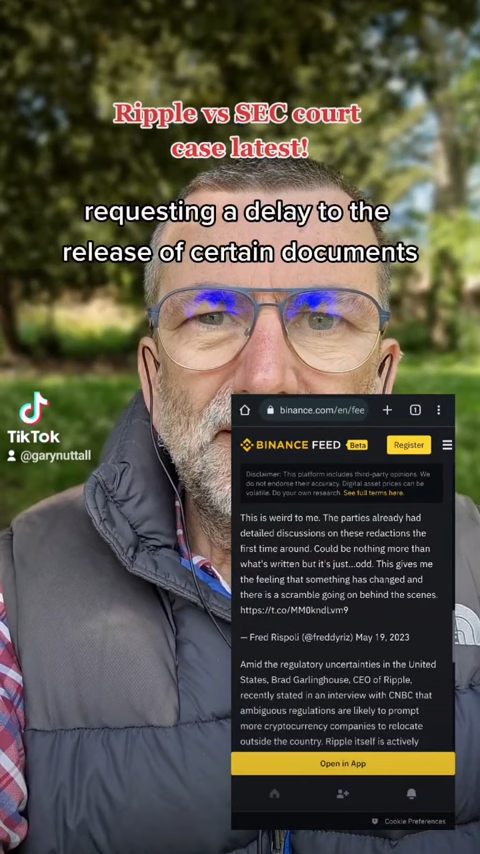 Ripple vs SEC court
case latest!
requesting a delay to the
release of certain documents
TikTok
@garynuttall
binance.com/en/fee
1
BINANCE FEED Beta
Register
Disclaimer: This platform includes third-party opinions. We
do not endorse their accuracy. Digital asset prices can be
volatile. Do your own research. See full terms here.
This is weird to me. The parties already had
detailed discussions on these redactions the
first time around. Could be nothing more than
what's written but it's just...odd. This gives me
the feeling that something has changed and
there is a scramble going on behind the scenes.
https://t.co/MM0kndLvm9
— Fred Rispoli (@freddyriz) May 19, 2023
Amid the regulatory uncertainties in the United
States, Brad Garlinghouse, CEO of Ripple,
recently stated in an interview with CNBC that
ambiguous regulations are likely to prompt
more cryptocurrency companies to relocate
outside the country. Ripple itself is actively
Open in App
Cookie Preferences